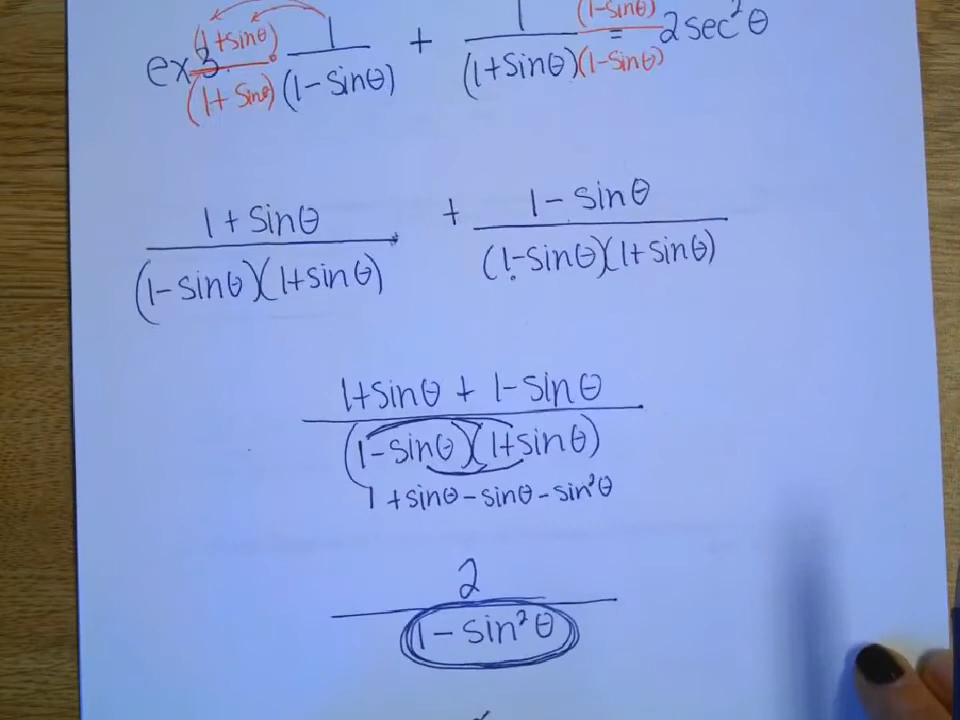 (1+sinθ) 1 + 1 (1-sinθ) = 2sec²θ
ex 3. (1+sinθ) (1-sinθ) (1+sinθ)(1-sinθ)
1+sinθ + 1-sinθ
(1-sinθ)(1+sinθ) (1-sinθ)(1+sinθ)
1+sinθ + 1-sinθ
(1-sinθ)(1+sinθ)
1+sinθ-sinθ-sin²θ
2
1-sin²θ